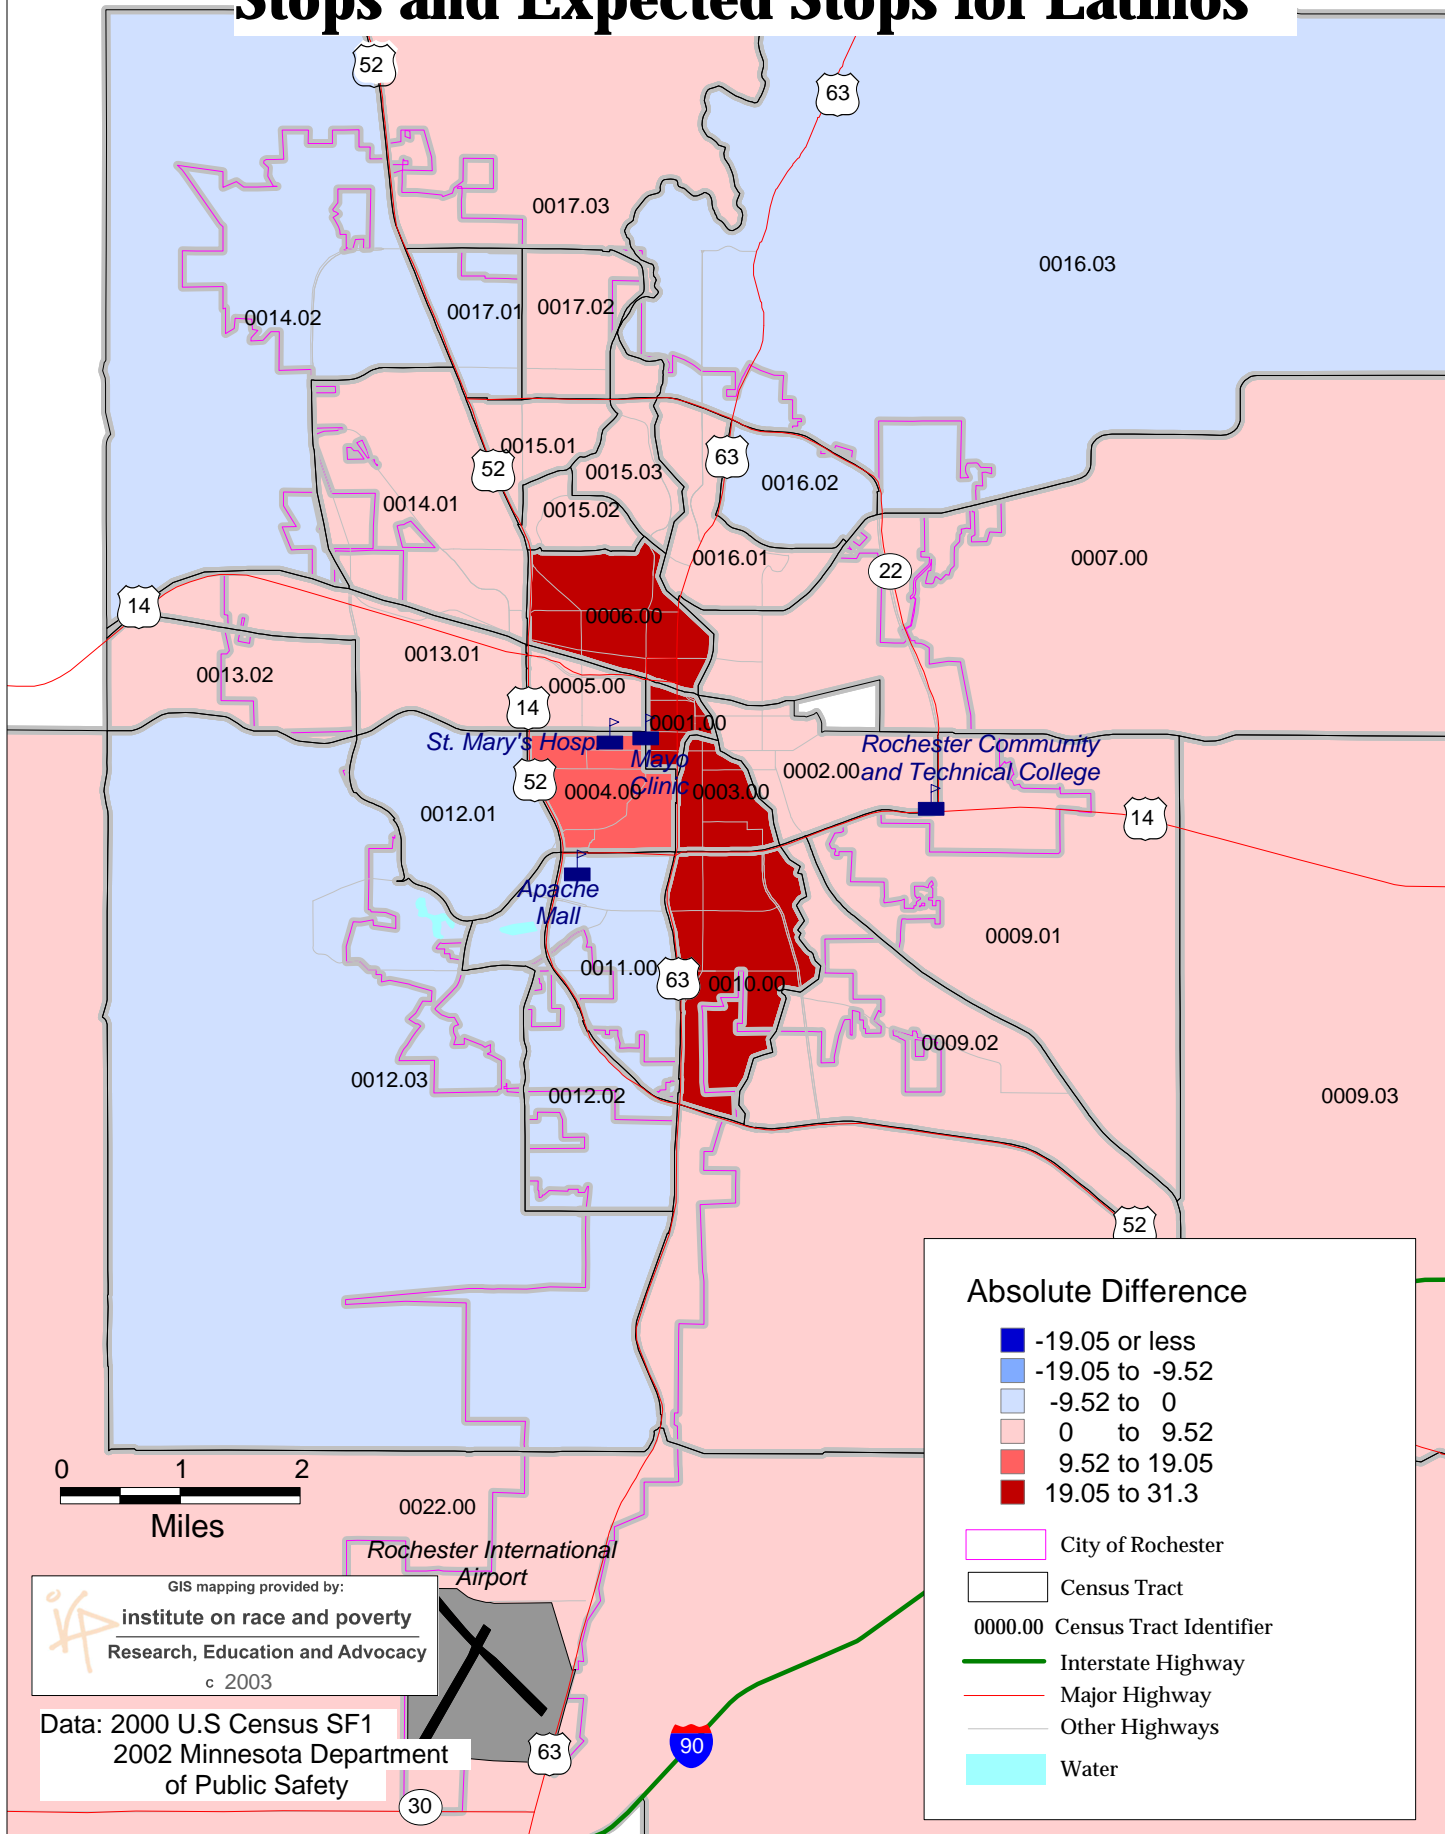 Stops and Expected Stops for Latinos
52
63
0017.03
0016.03
0014.02
0017.01
0017.02
0015.01
52
0015.03
63
0016.02
0014.01
0015.02
0016.01
0007.00
22
14
0006.00
0013.01
0013.02
0005.00
14
0001.00
St. Mary's Hosp
Mayo
Clinic
Rochester Community
and Technical College
0002.00
52
0004.00
0003.00
0012.01
14
Apache
Mall
0009.01
0011.00
63
0010.00
0009.02
0012.03
0012.02
0009.03
52
Absolute Difference
-19.05 or less
-19.05 to -9.52
-9.52 to 0
0 to 9.52
9.52 to 19.05
19.05 to 31.3
City of Rochester
Census Tract
0000.00 Census Tract Identifier
Interstate Highway
Major Highway
Other Highways
Water
0 1 2
Miles
0022.00
Rochester International
Airport
GIS mapping provided by:
irp
institute on race and poverty
Research, Education and Advocacy
c 2003
Data: 2000 U.S Census SF1
2002 Minnesota Department
of Public Safety
63
90
30